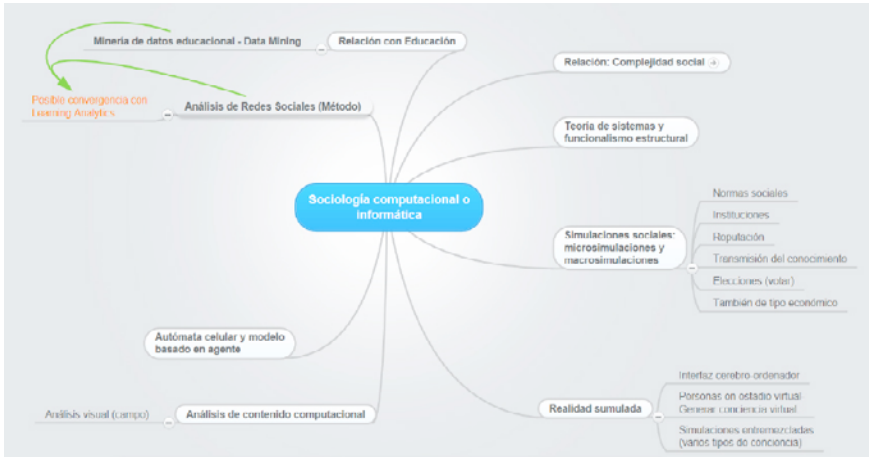 Minería de datos educacional - Data Mining
Relación con Educación
Posible convergencia con
Learning Analytics
Análisis de Redes Sociales (Método)
Sociología computacional o
informática
Autómata celular y modelo
basado en agente
Análisis visual (campo)
Análisis de contenido computacional
Relación: Complejidad social
Teoría de sistemas y
funcionalismo estructural
Simulaciones sociales:
microsimulaciones y
macrosimulaciones
Normas sociales
Instituciones
Reputación
Transmisión del conocimiento
Elecciones (votar)
También de tipo económico
Realidad sumulada
Interfaz cerebro-ordenador
Personas en estadio virtual
Generar conciencia virtual
Simulaciones entremezcladas
(varios tipos de conciencia)